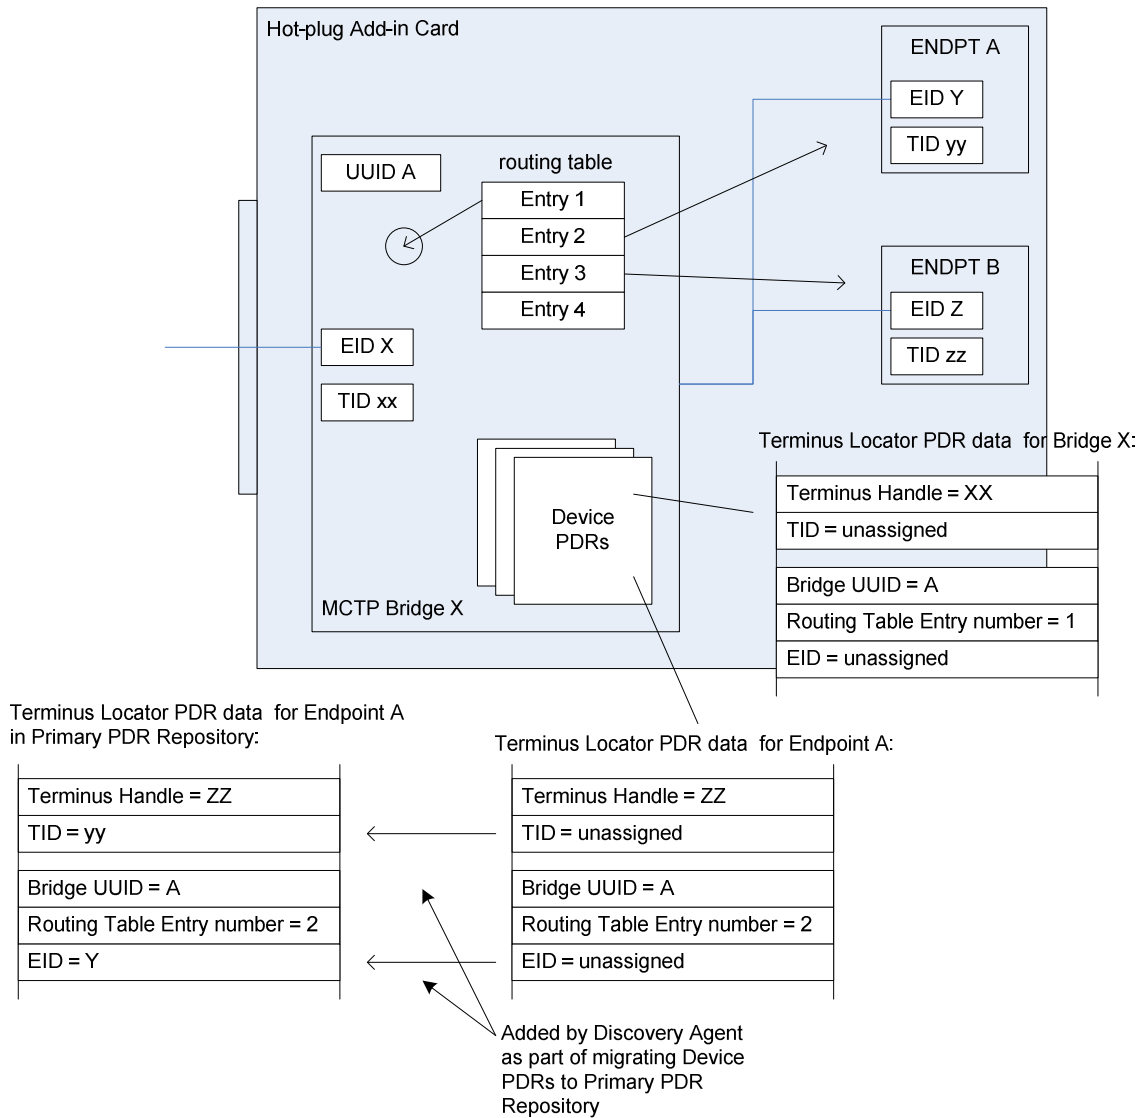 Hot-plug Add-in Card
ENDPT A
EID Y
TID yy
UUID A
routing table
Entry 1
Entry 2
Entry 3
Entry 4
ENDPT B
EID Z
TID zz
EID X
TID xx
Device
PDRs
MCTP Bridge X
Terminus Locator PDR data for Bridge X:
Terminus Handle = XX
TID = unassigned
Bridge UUID = A
Routing Table Entry number = 1
EID = unassigned
Terminus Locator PDR data for Endpoint A
in Primary PDR Repository:
Terminus Handle = ZZ
TID = yy
Bridge UUID = A
Routing Table Entry number = 2
EID = Y
Terminus Locator PDR data for Endpoint A:
Terminus Handle = ZZ
TID = unassigned
Bridge UUID = A
Routing Table Entry number = 2
EID = unassigned
Added by Discovery Agent
as part of migrating Device
PDRs to Primary PDR
Repository